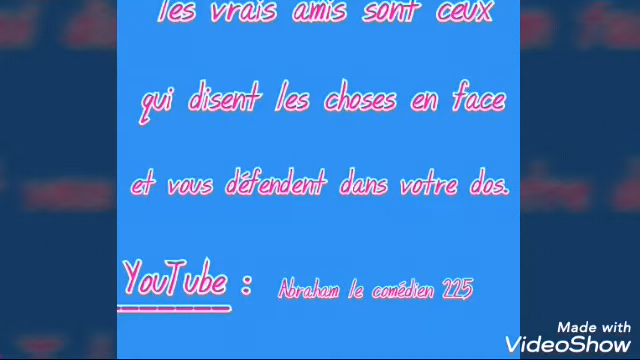 les vrais amis sont ceux
qui disent les choses en face
et vous défendent dans votre dos.
YouTube : Abraham le comédien 225
Made with
VideoShow